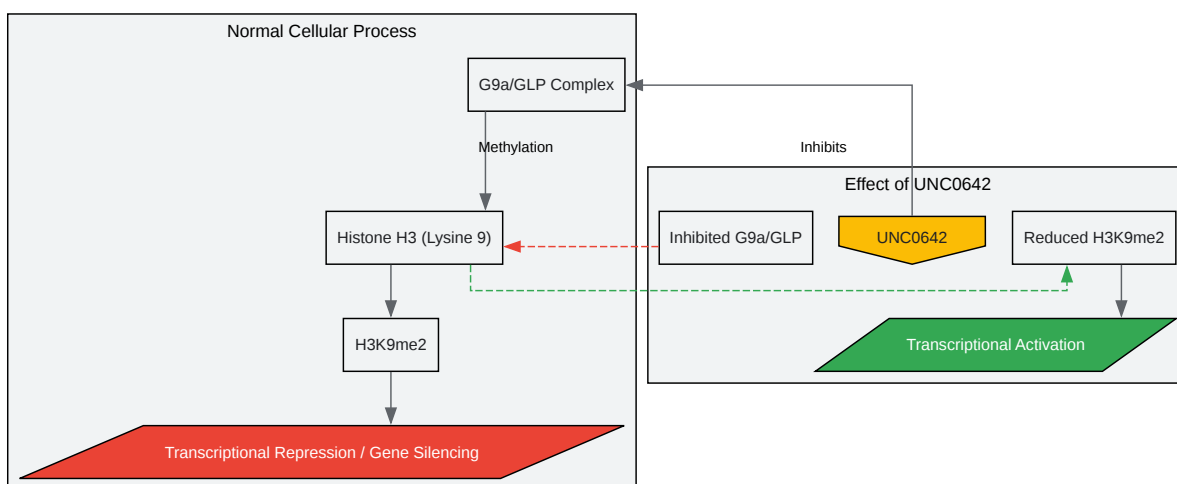 Normal Cellular Process
G9a/GLP Complex
Methylation
Histone H3 (Lysine 9)
H3K9me2
Transcriptional Repression / Gene Silencing
Inhibits
Effect of UNC0642
Inhibited G9a/GLP
UNC0642
Reduced H3K9me2
Transcriptional Activation